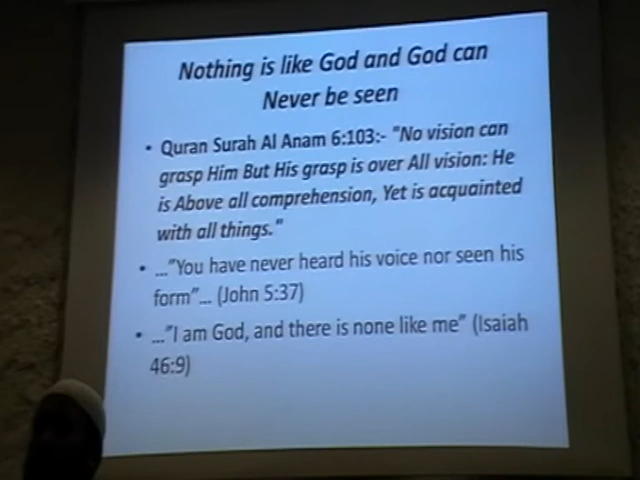 Nothing is like God and God can
Never be seen
• Quran Surah Al Anam 6:103:- "No vision can
grasp Him But His grasp is over All vision: He
is Above all comprehension, Yet is acquainted
with all things."
• ..."You have never heard his voice nor seen his
form"... (John 5:37)
• ..."I am God, and there is none like me" (Isaiah
46:9)